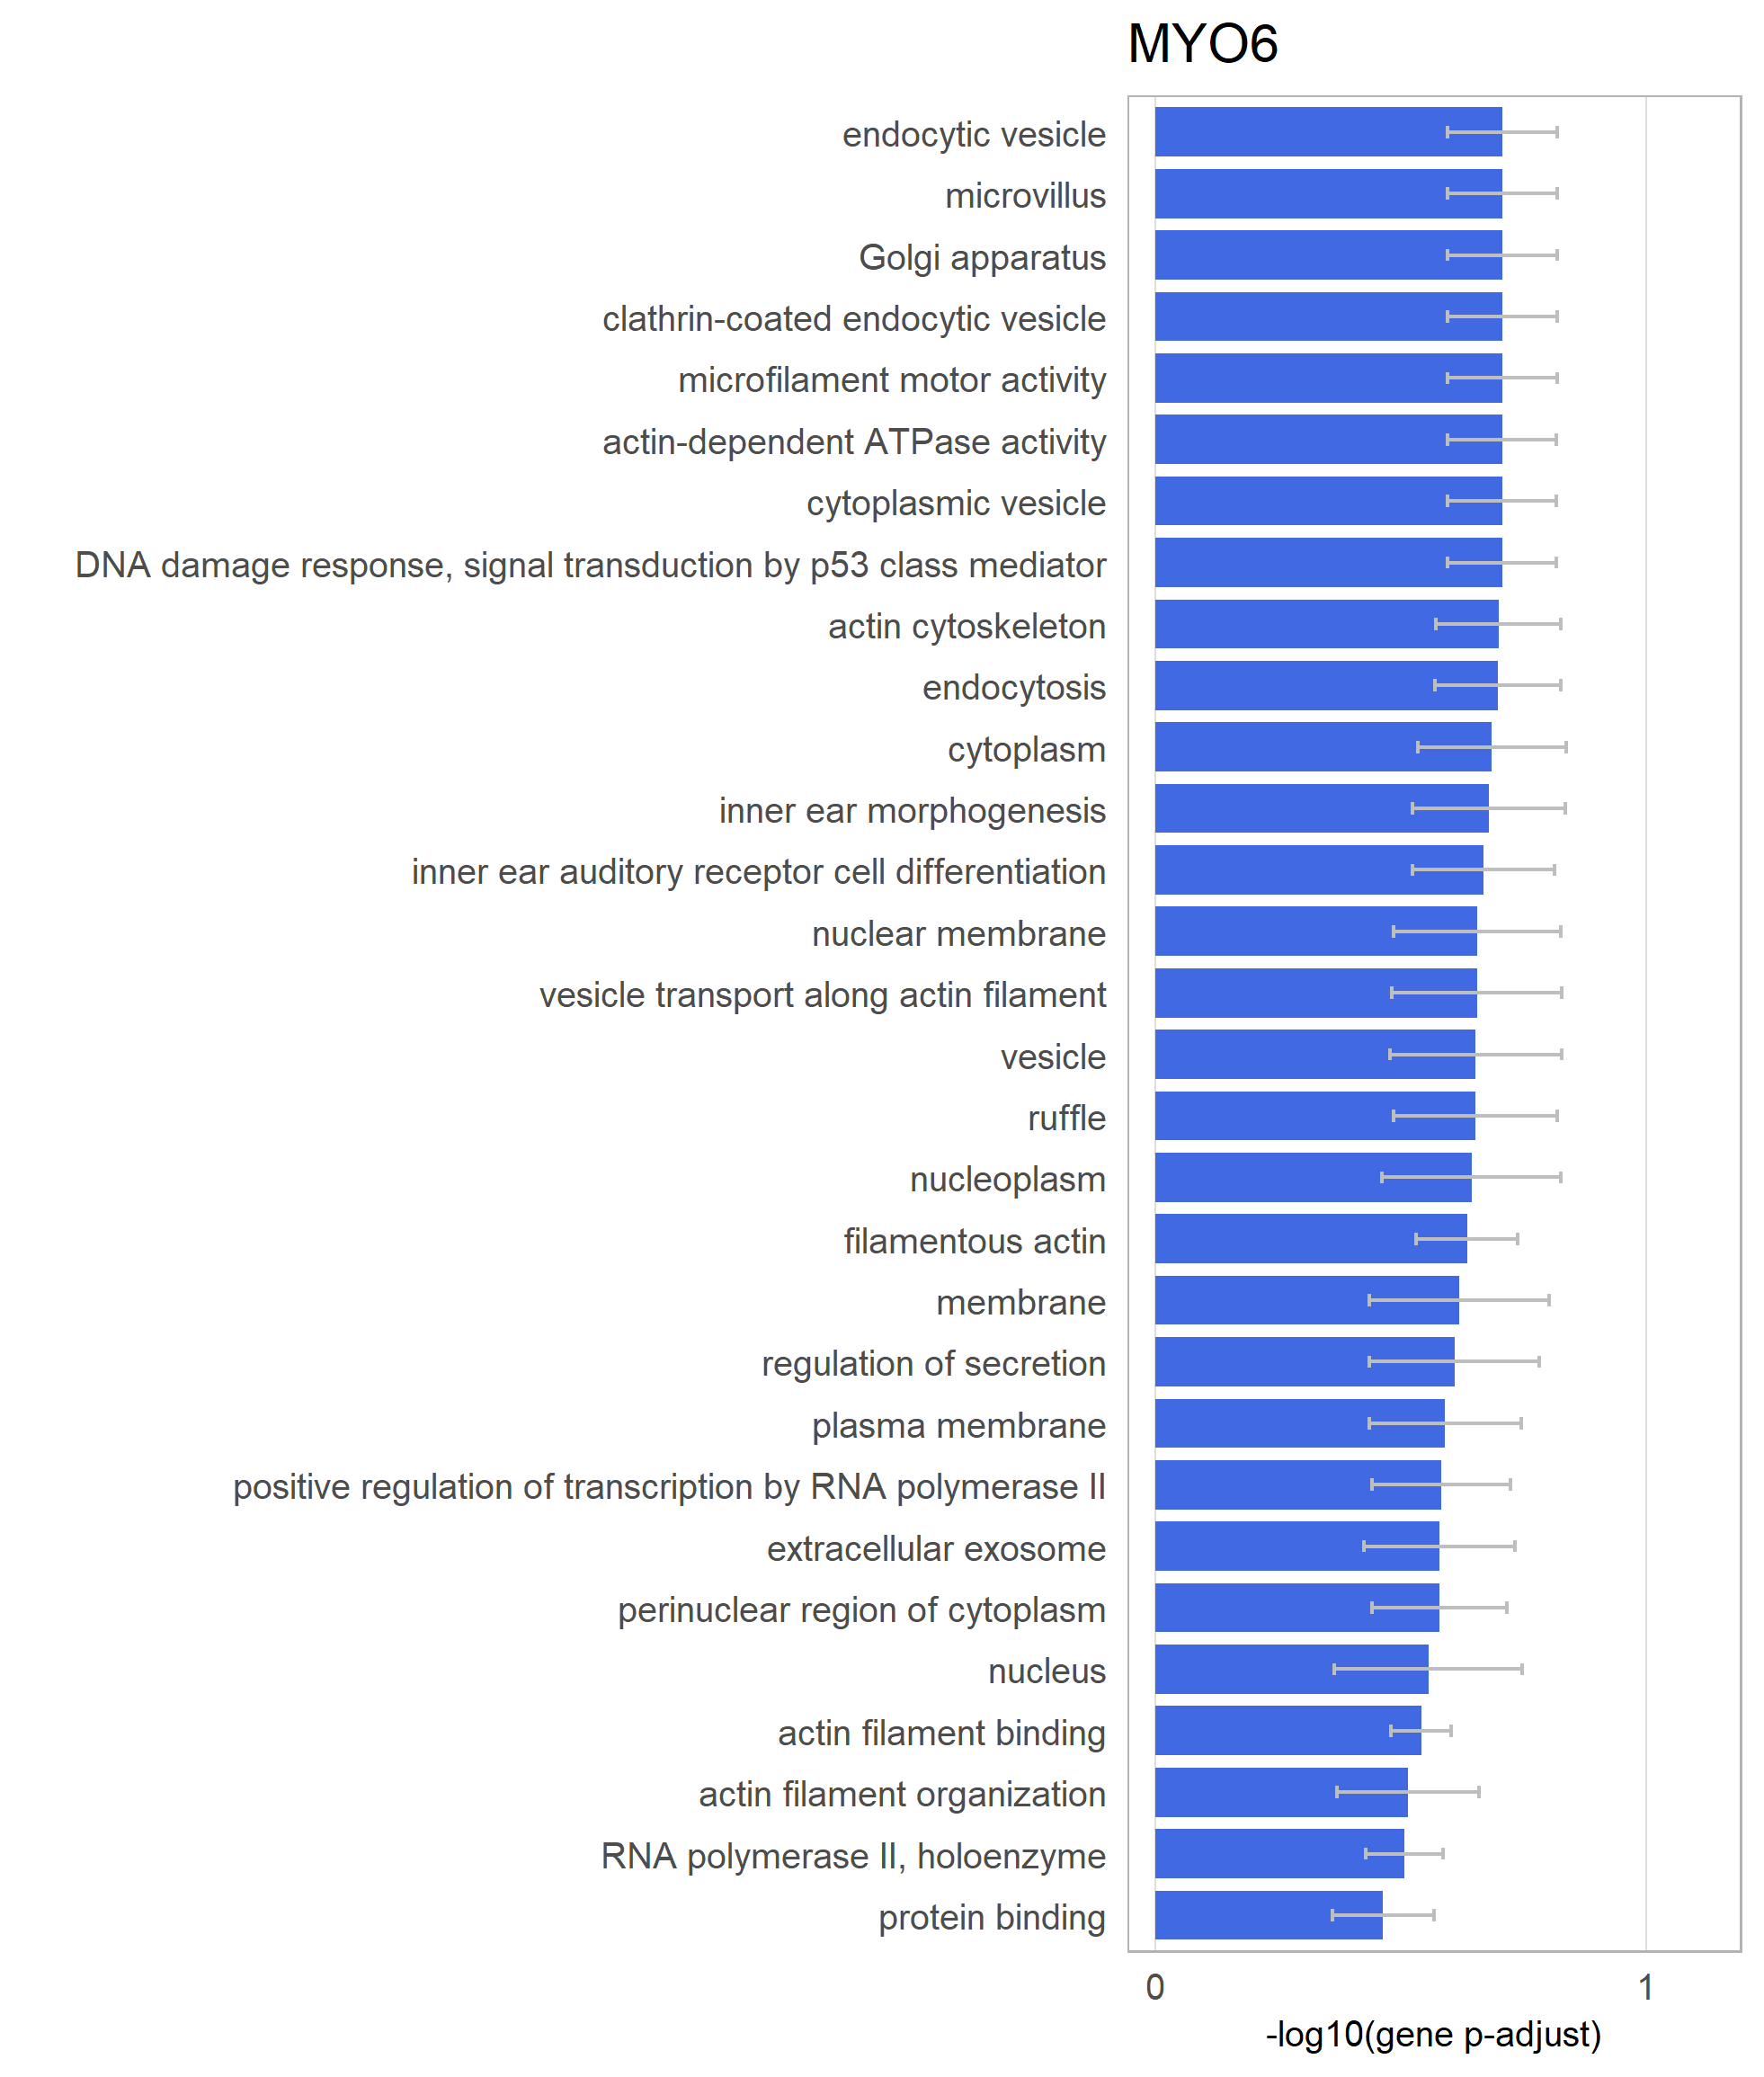 MYO6
endocytic vesicle
microvillus
Golgi apparatus
clathrin-coated endocytic vesicle
microfilament motor activity
actin-dependent ATPase activity
cytoplasmic vesicle
DNA damage response, signal transduction by p53 class mediator
actin cytoskeleton
endocytosis
cytoplasm
inner ear morphogenesis
inner ear auditory receptor cell differentiation
nuclear membrane
vesicle transport along actin filament
vesicle
ruffle
nucleoplasm
filamentous actin
membrane
regulation of secretion
plasma membrane
positive regulation of transcription by RNA polymerase II
extracellular exosome
perinuclear region of cytoplasm
nucleus
actin filament binding
actin filament organization
RNA polymerase II, holoenzyme
protein binding
0 1
-log10(gene p-adjust)